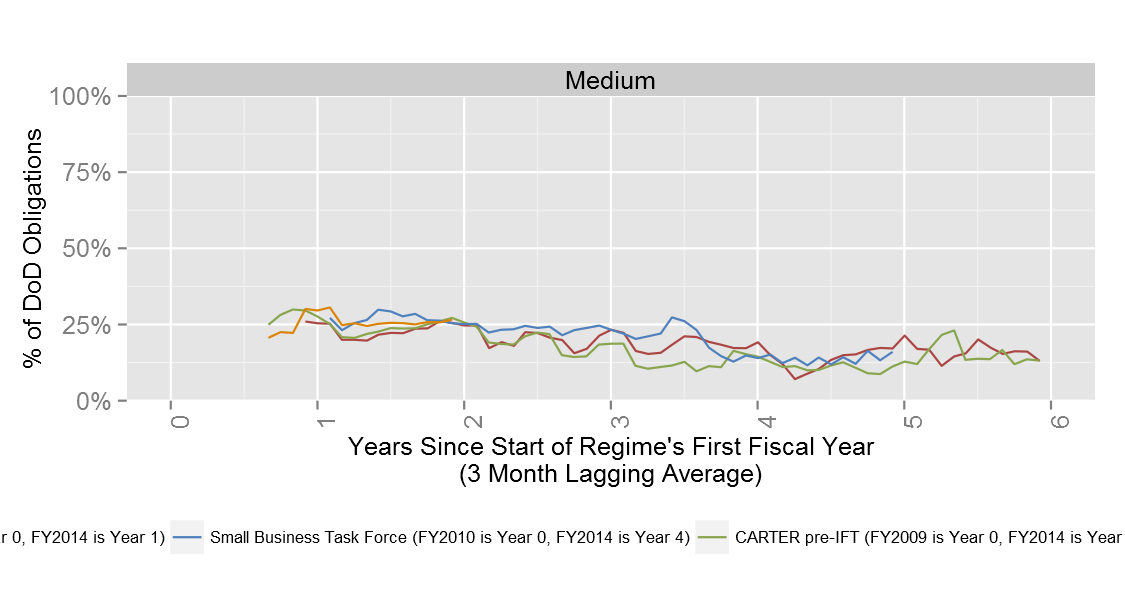 Medium
100%
75%
50%
25%
0%
% of DoD Obligations
0 1 2 3 4 5 6
Years Since Start of Regime's First Fiscal Year
(3 Month Lagging Average)
r 0, FY2014 is Year 1) Small Business Task Force (FY2010 is Year 0, FY2014 is Year 4) CARTER pre-IFT (FY2009 is Year 0, FY2014 is Year